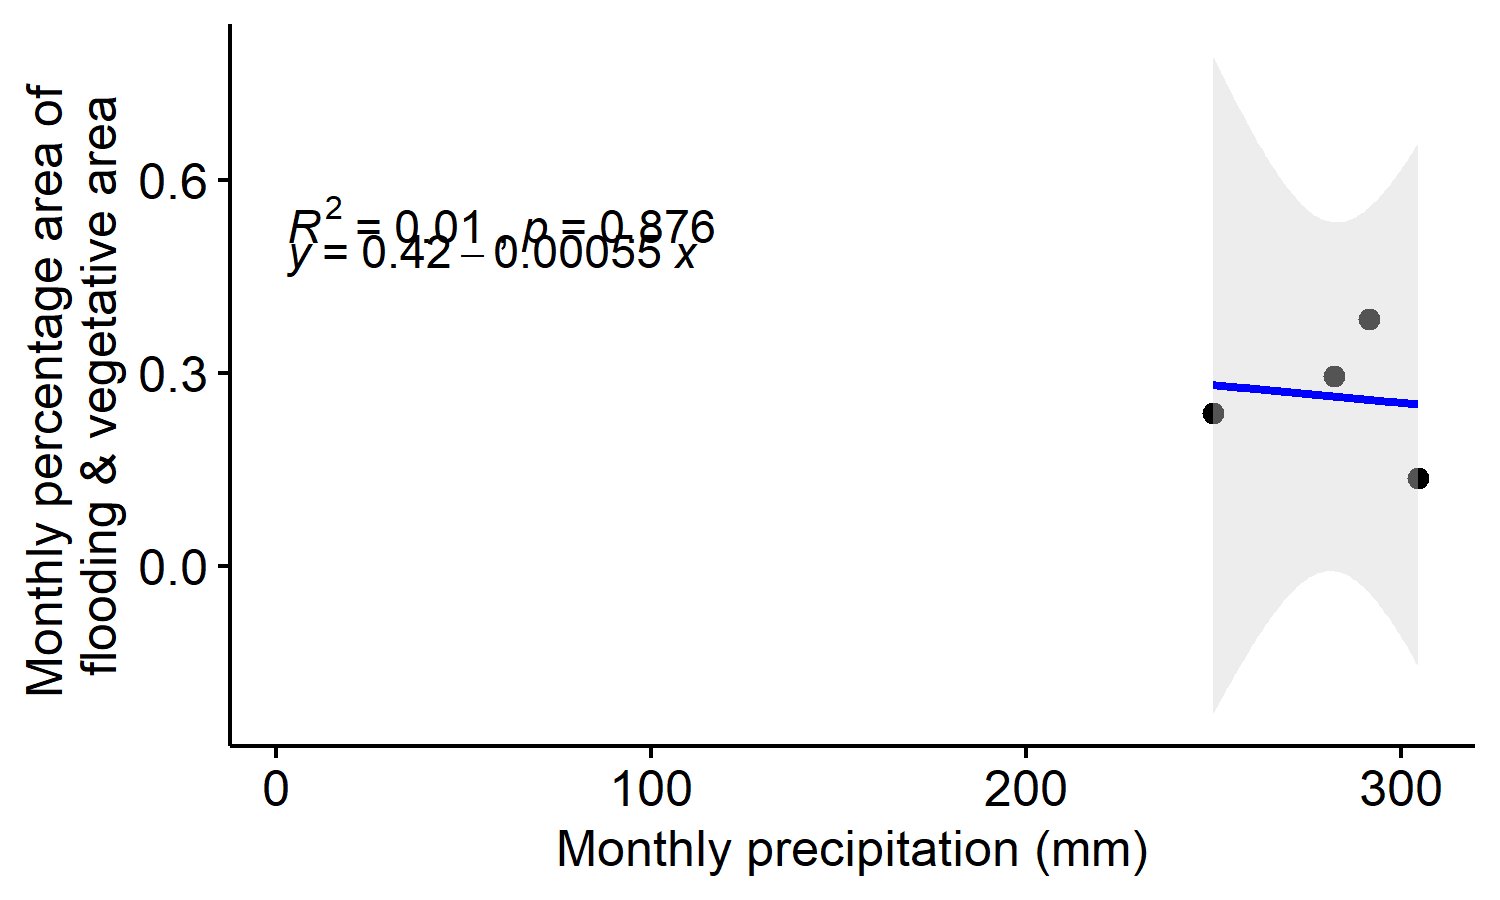 Monthly percentage area of
flooding & vegetative area
0.6
0.3
0.0
R² = 0.01 , p = 0.876
y = 0.42 – 0.00055 x
0 100 200 300
Monthly precipitation (mm)